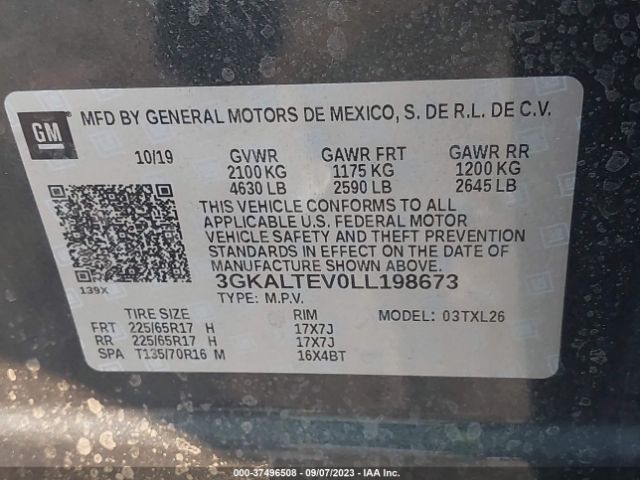 GM
MFD BY GENERAL MOTORS DE MEXICO, S. DE R.L. DE C.V.
10/19 GVWR GAWR FRT GAWR RR
2100 KG 1175 KG 1200 KG
4630 LB 2590 LB 2645 LB
THIS VEHICLE CONFORMS TO ALL
APPLICABLE U.S. FEDERAL MOTOR
VEHICLE SAFETY AND THEFT PREVENTION
STANDARDS IN EFFECT ON THE DATE OF
MANUFACTURE SHOWN ABOVE.
139X
3GKALTEV0LL198673
TYPE: M.P.V.
TIRE SIZE RIM MODEL: 03TXL26
FRT 225/65R17 H 17X7J
RR 225/65R17 H 17X7J
SPA T135/70R16 M 16X4BT
000-37496508 - 09/07/2023 - IAA Inc.